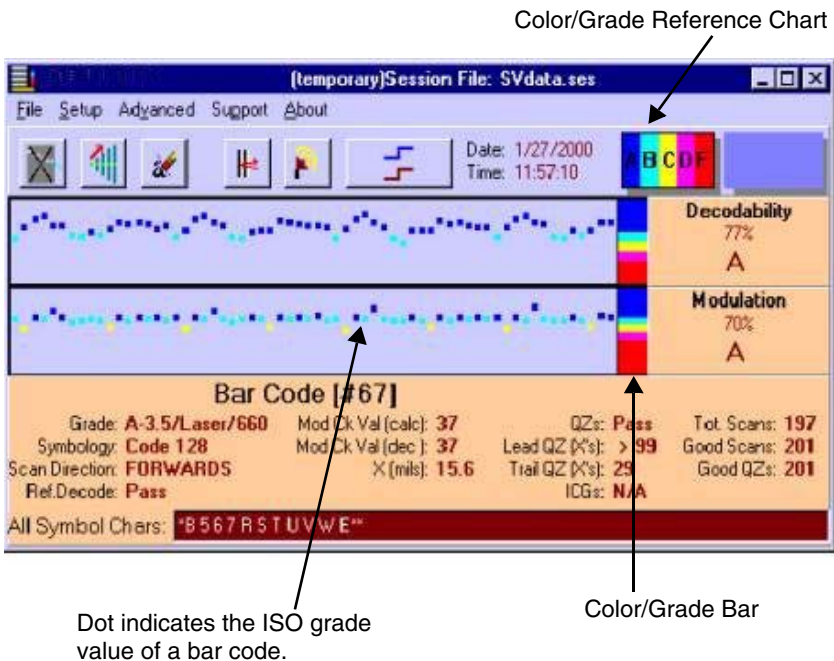 Color/Grade Reference Chart
(temporary)Session File: SVdata.ses
File Setup Advanced Support About
Date: 1/27/2000
Time: 11:57:10
A B C D F
Decodability
77%
A
Modulation
70%
A
Bar Code [#67]
Grade: A-3.5/Laser/660 Mod Ck Val (calc): 37 QZs: Pass Tot. Scans: 197
Symbology: Code 128 Mod Ck Val (dec ): 37 Lead QZ (X's): > 99 Good Scans: 201
Scan Direction: FORWARDS X (mils): 15.6 Trail QZ (X's): 29 Good QZs: 201
Ref.Decode: Pass ICGs: N/A
All Symbol Chars: *B567RSTUVWE**
Dot indicates the ISO grade
value of a bar code.
Color/Grade Bar